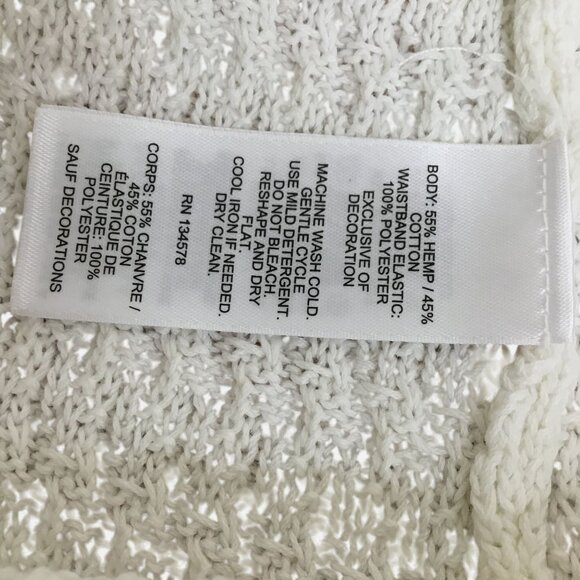 BODY: 55% HEMP / 45%
COTTON
WAISTBAND ELASTIC:
100% POLYESTER
EXCLUSIVE OF
DECORATION
MACHINE WASH COLD.
GENTLE CYCLE
USE MILD DETERGENT.
DO NOT BLEACH.
RESHAPE AND DRY
FLAT.
COOL IRON IF NEEDED.
DRY CLEAN.
RN 134578
CORPS: 55% CHANVRE /
45% COTON
ÉLASTIQUE DE
CEINTURE: 100%
POLYESTER
SAUF DECORATIONS